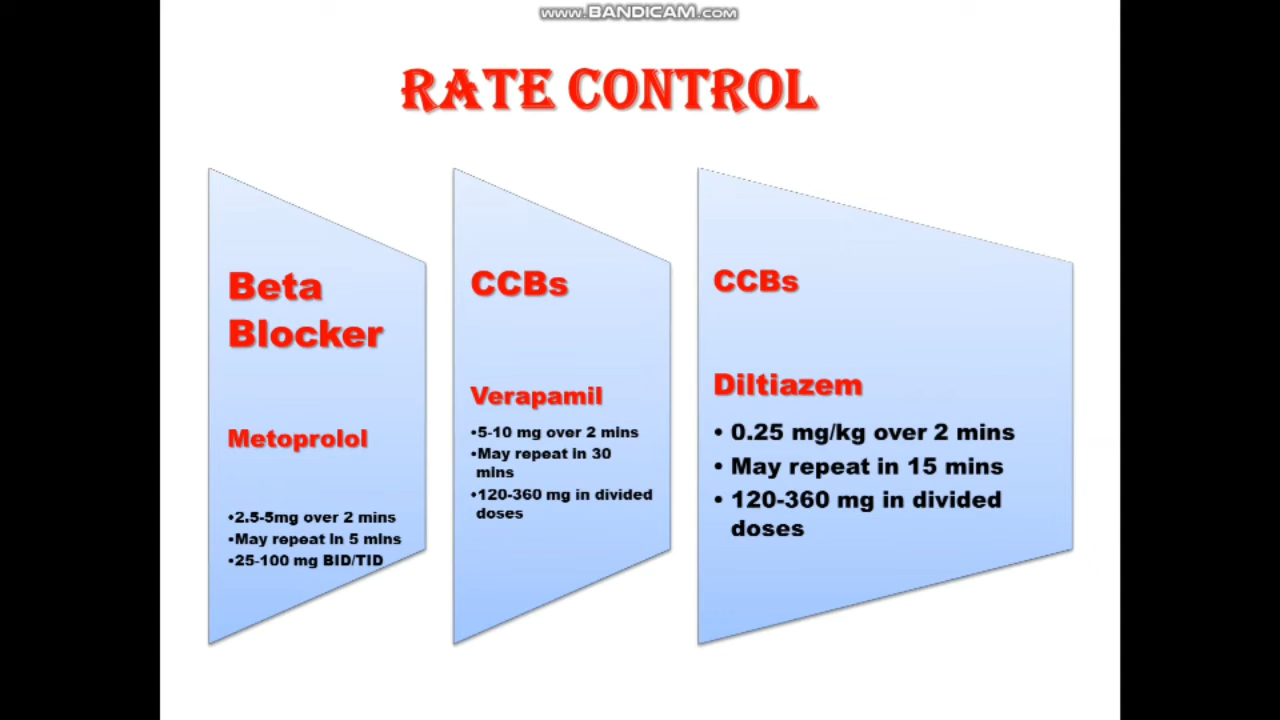 www.BANDICAM.com
RATE CONTROL
Beta
Blocker
Metoprolol
•2.5-5mg over 2 mins
•May repeat in 5 mins
•25-100 mg BID/TID
CCBs
Verapamil
•5-10 mg over 2 mins
•May repeat in 30
mins
•120-360 mg in divided
doses
CCBs
Diltiazem
• 0.25 mg/kg over 2 mins
• May repeat in 15 mins
• 120-360 mg in divided
doses